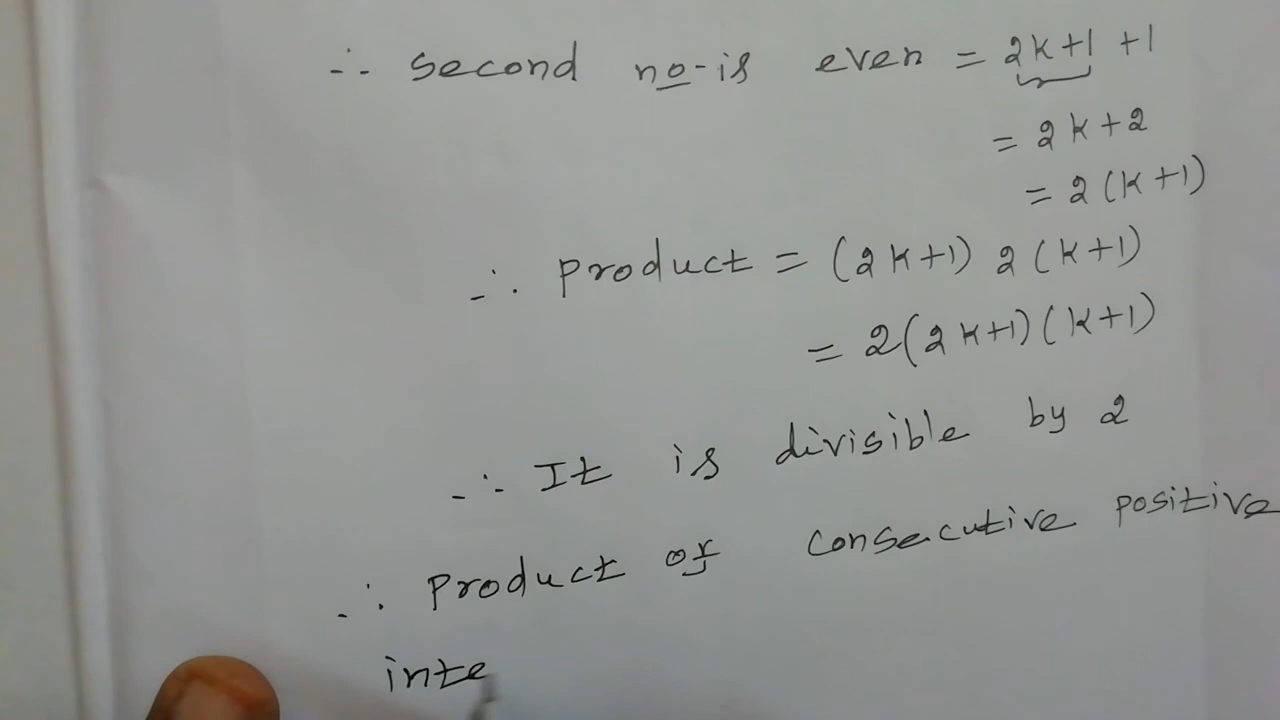 ∴ second no. is even = 2k+1 +1
= 2k+2
= 2(k+1)
∴ product = (2k+1) 2(k+1)
= 2(2k+1)(k+1)
∴ It is divisible by 2
∴ Product of consecutive positive
inte